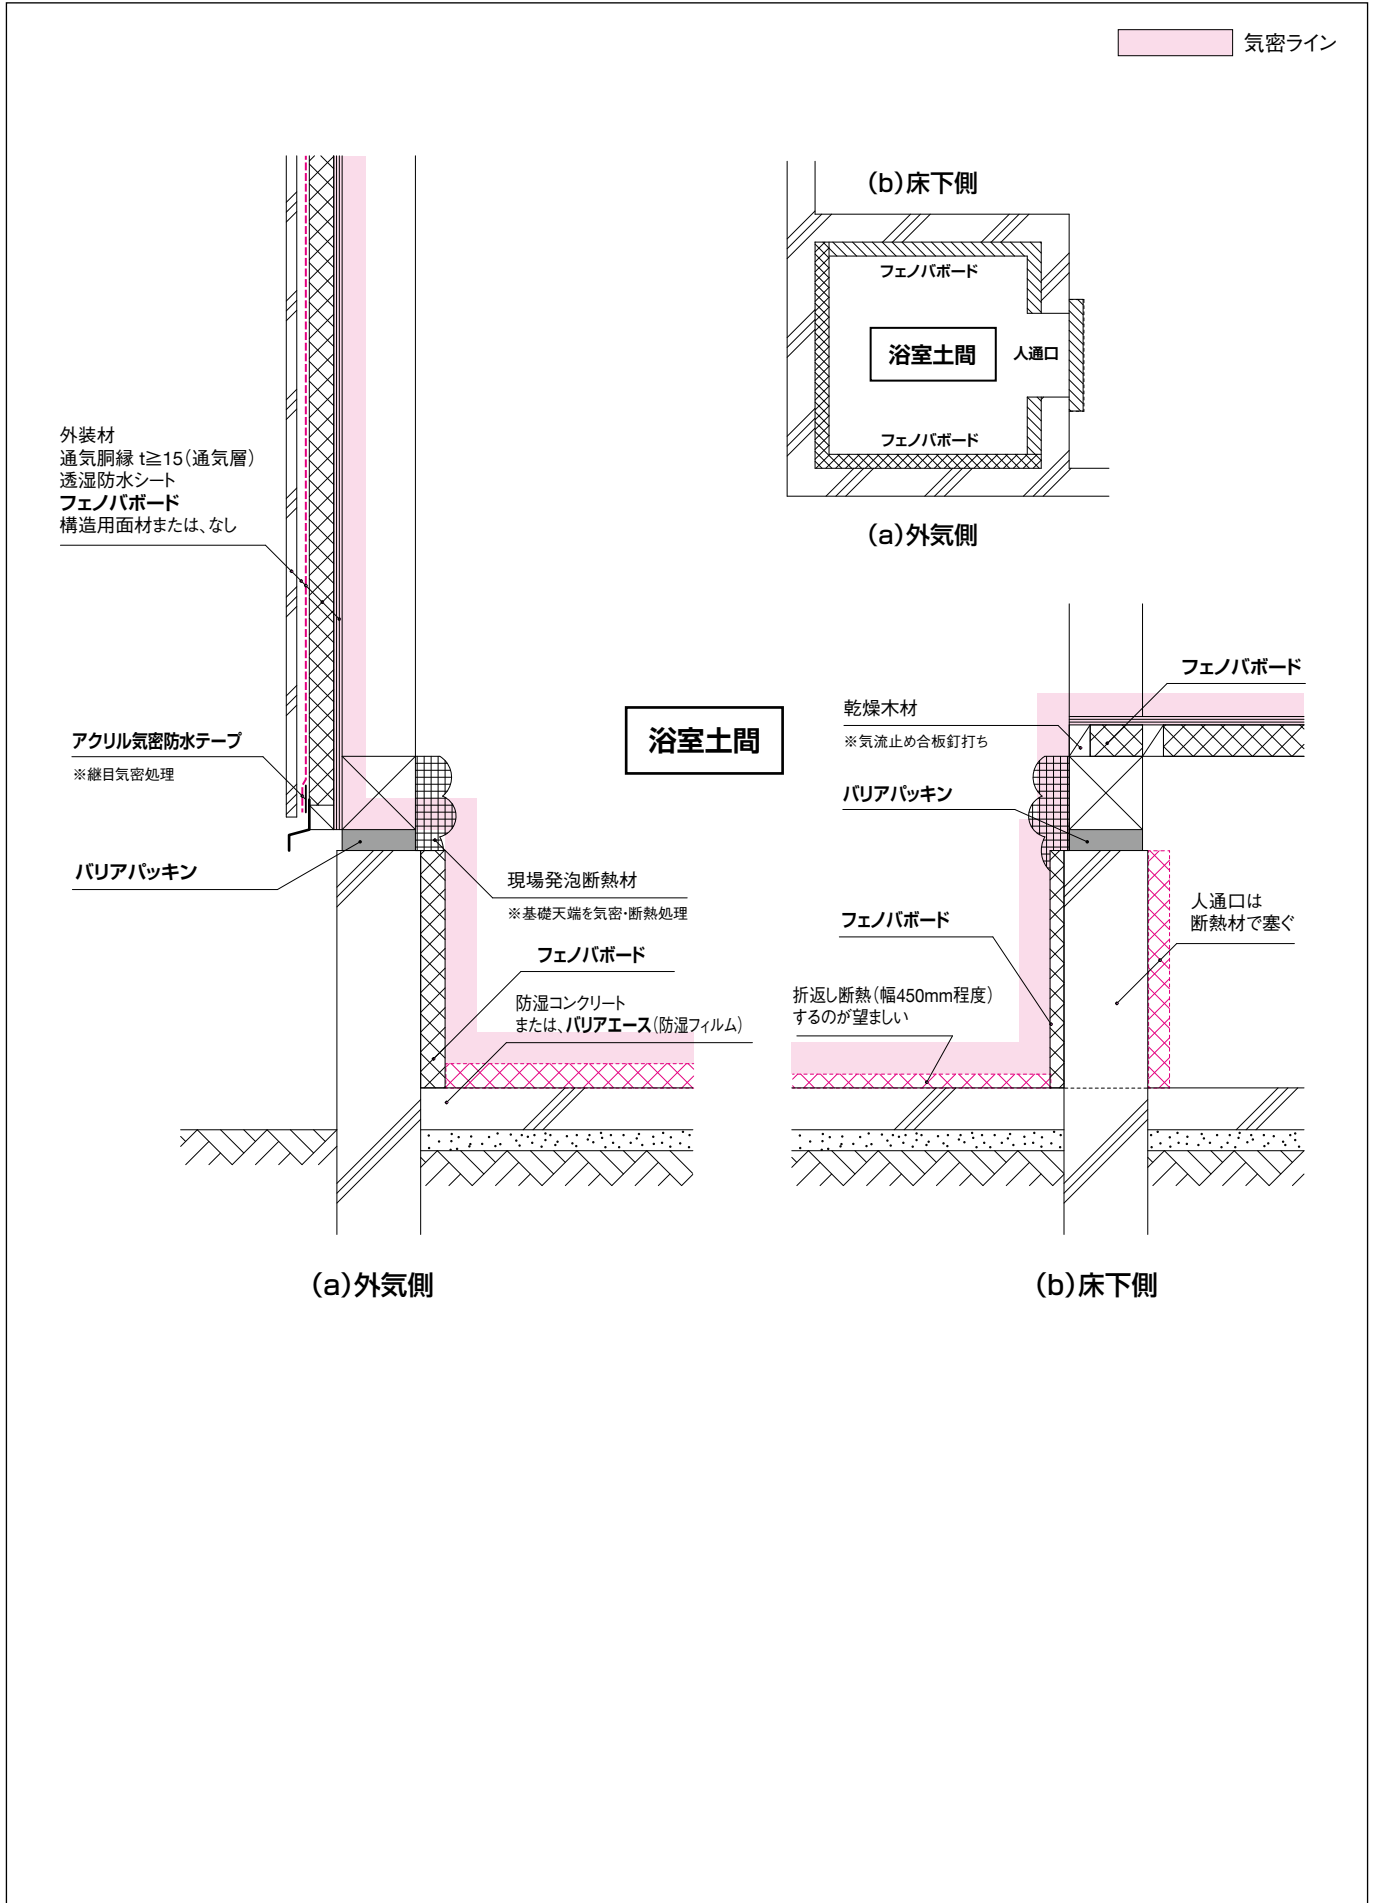 気密ライン
(b)床下側
フェノバボード
浴室土間
人通口
フェノバボード
(a)外気側
外装材
通気胴縁 t≧15(通気層)
透湿防水シート
フェノバボード
構造用面材または、なし
アクリル気密防水テープ
※継目気密処理
バリアパッキン
浴室土間
現場発泡断熱材
※基礎天端を気密・断熱処理
フェノバボード
防湿コンクリート
または、バリアエース(防湿フィルム)
(a)外気側
フェノバボード
乾燥木材
※気流止め合板釘打ち
バリアパッキン
人通口は
断熱材で塞ぐ
フェノバボード
折返し断熱(幅450mm程度)
するのが望ましい
(b)床下側